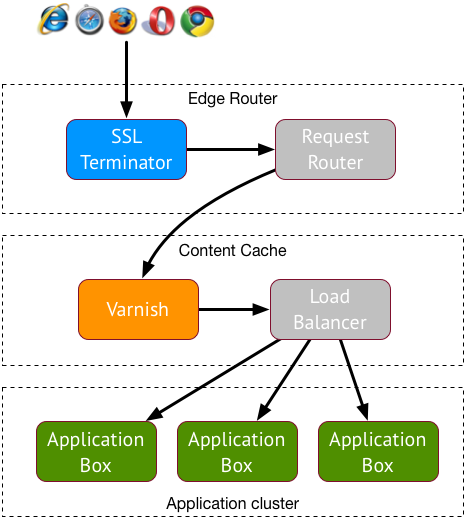 Edge Router
SSL
Terminator
Request
Router
Content Cache
Varnish
Load
Balancer
Application
Box
Application
Box
Application
Box
Application cluster